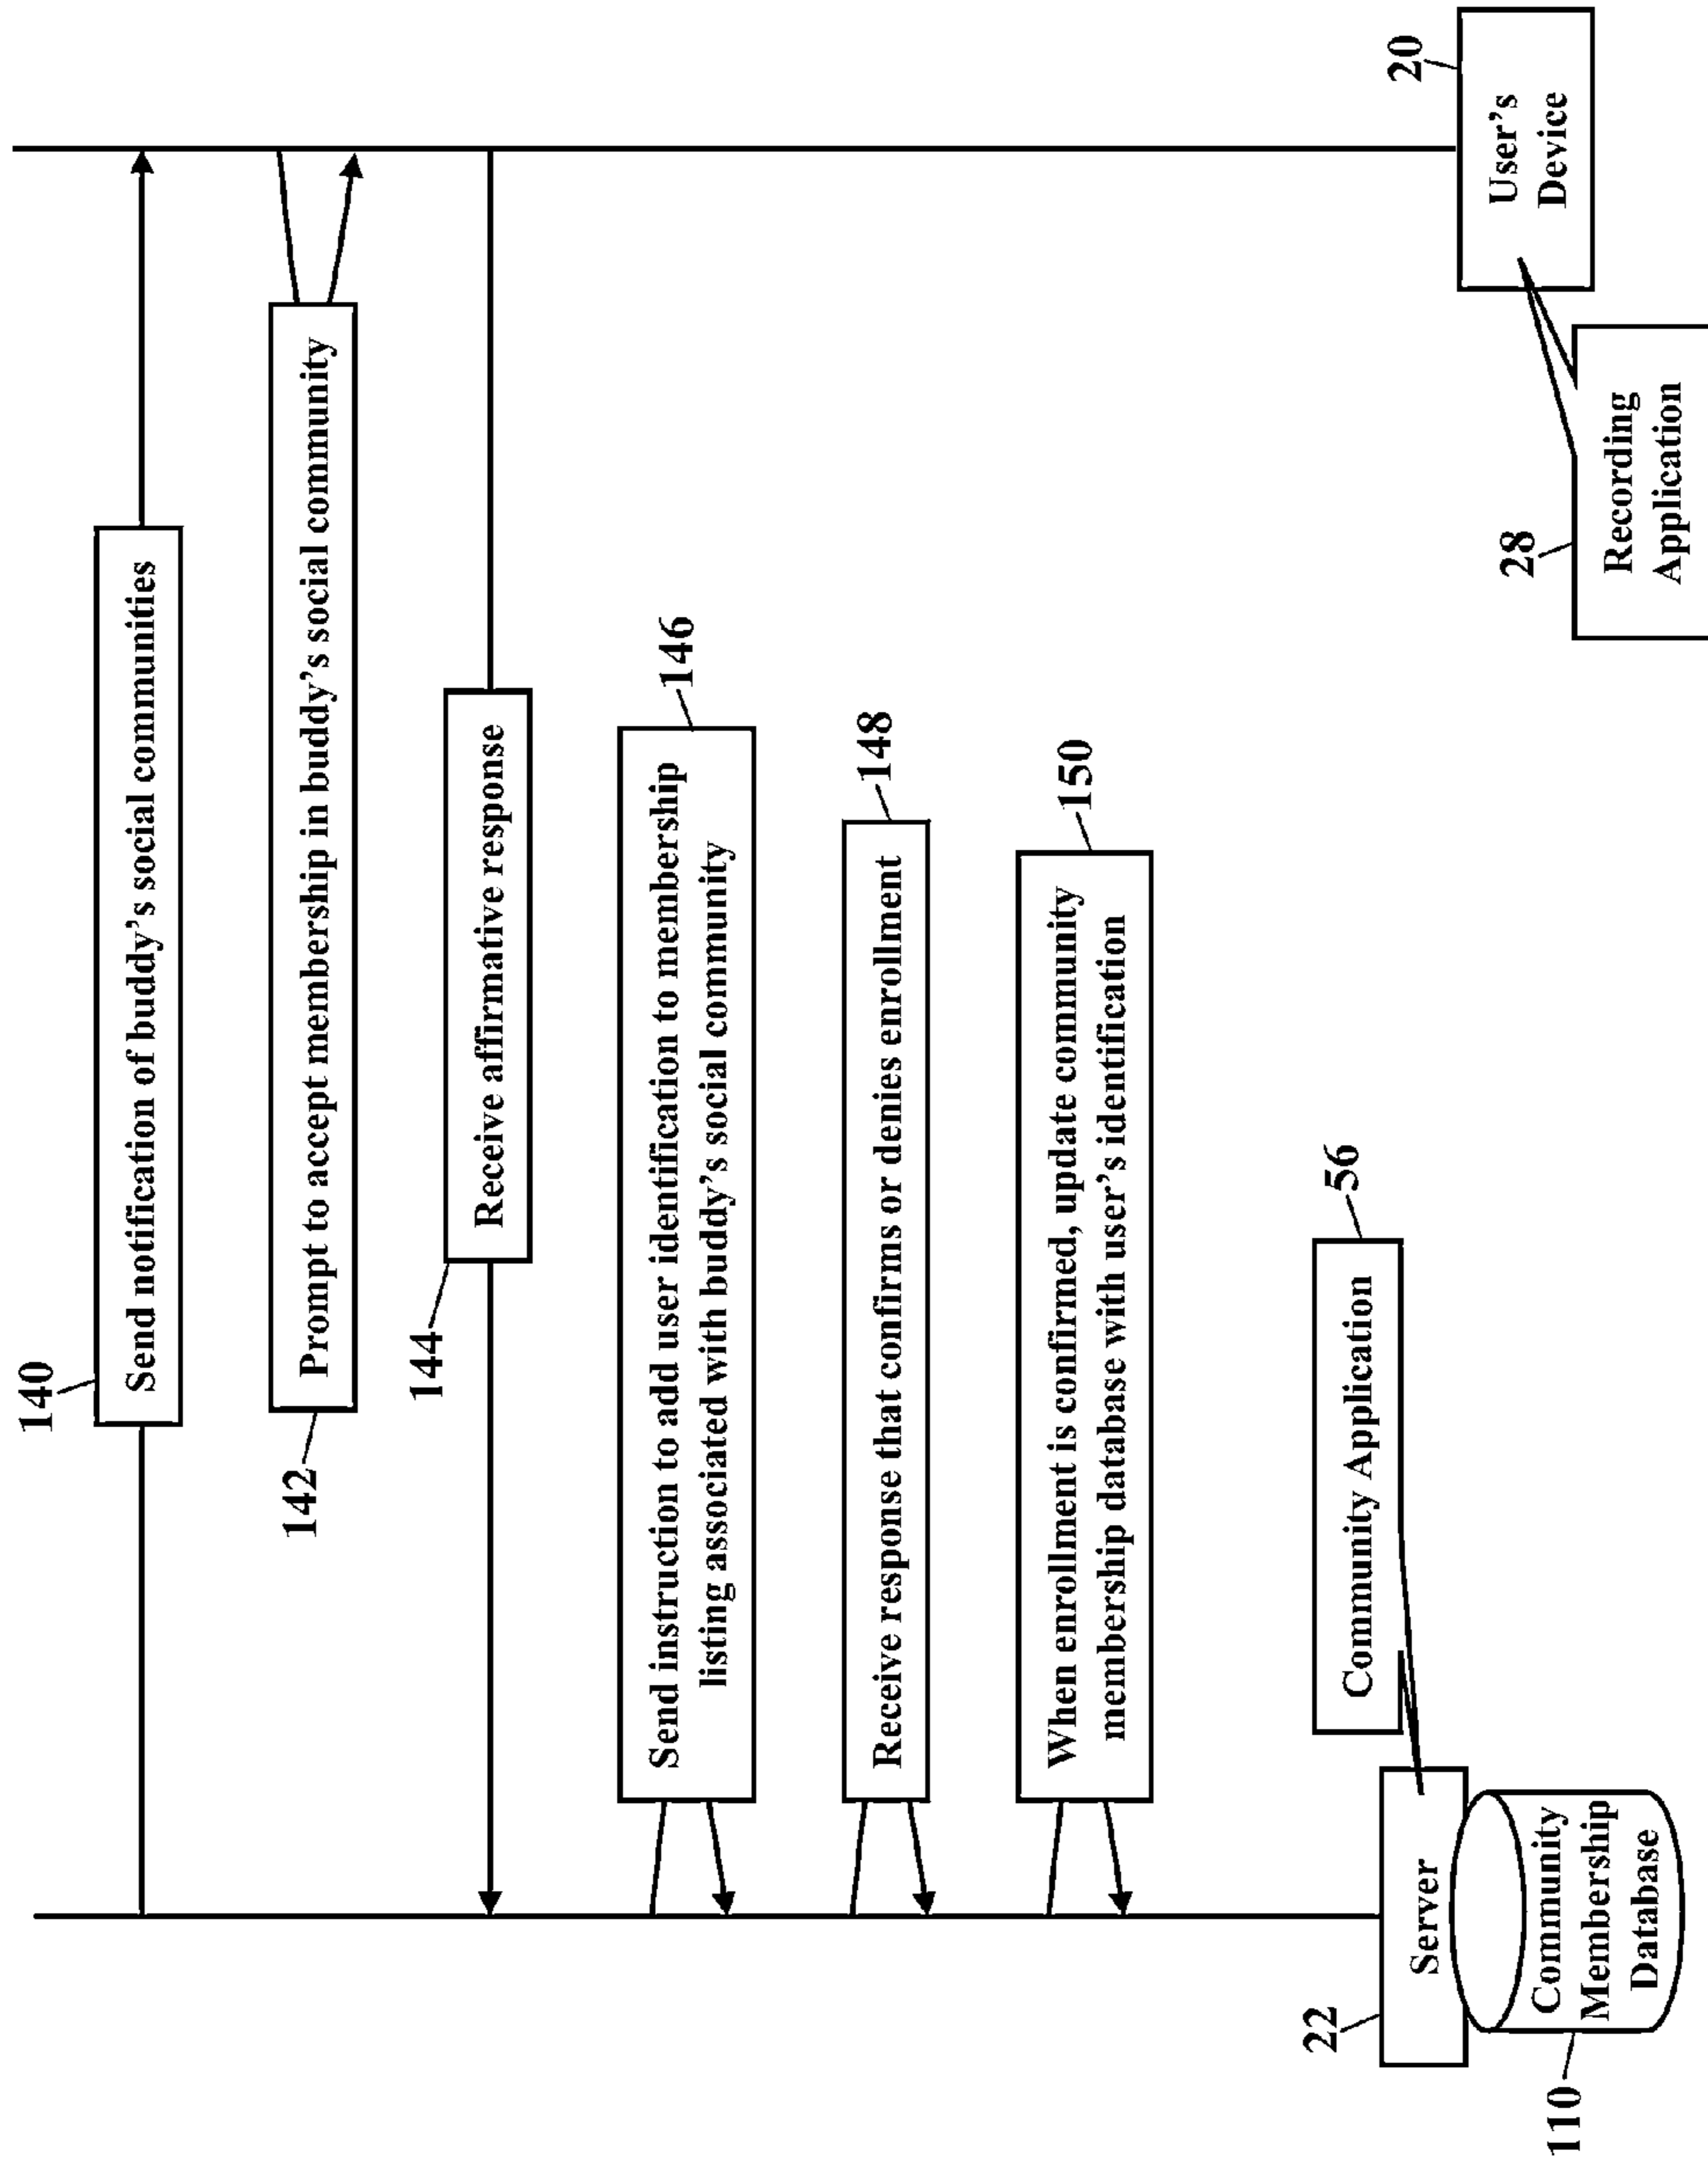 140
Send notification of buddy's social communities
142
Prompt to accept membership in buddy's social community
144
Receive affirmative response
146
Send instruction to add user identification to membership
listing associated with buddy's social community
148
Receive response that confirms or denies enrollment
150
When enrollment is confirmed, update community
membership database with user's identification
56
Community Application
22
Server
110
Community
Membership
Database
20
User's
Device
28
Recording
Application